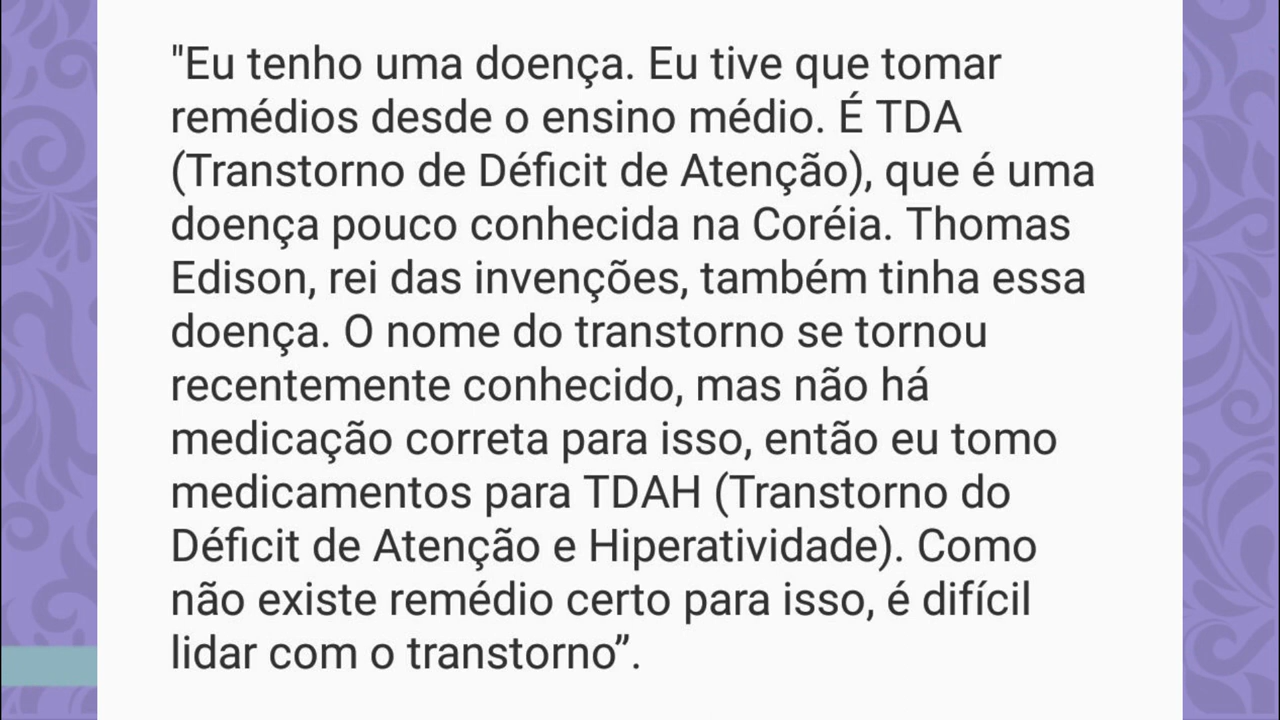 "Eu tenho uma doença. Eu tive que tomar
remédios desde o ensino médio. É TDA
(Transtorno de Déficit de Atenção), que é uma
doença pouco conhecida na Coréia. Thomas
Edison, rei das invenções, também tinha essa
doença. O nome do transtorno se tornou
recentemente conhecido, mas não há
medicação correta para isso, então eu tomo
medicamentos para TDAH (Transtorno do
Déficit de Atenção e Hiperatividade). Como
não existe remédio certo para isso, é difícil
lidar com o transtorno”.